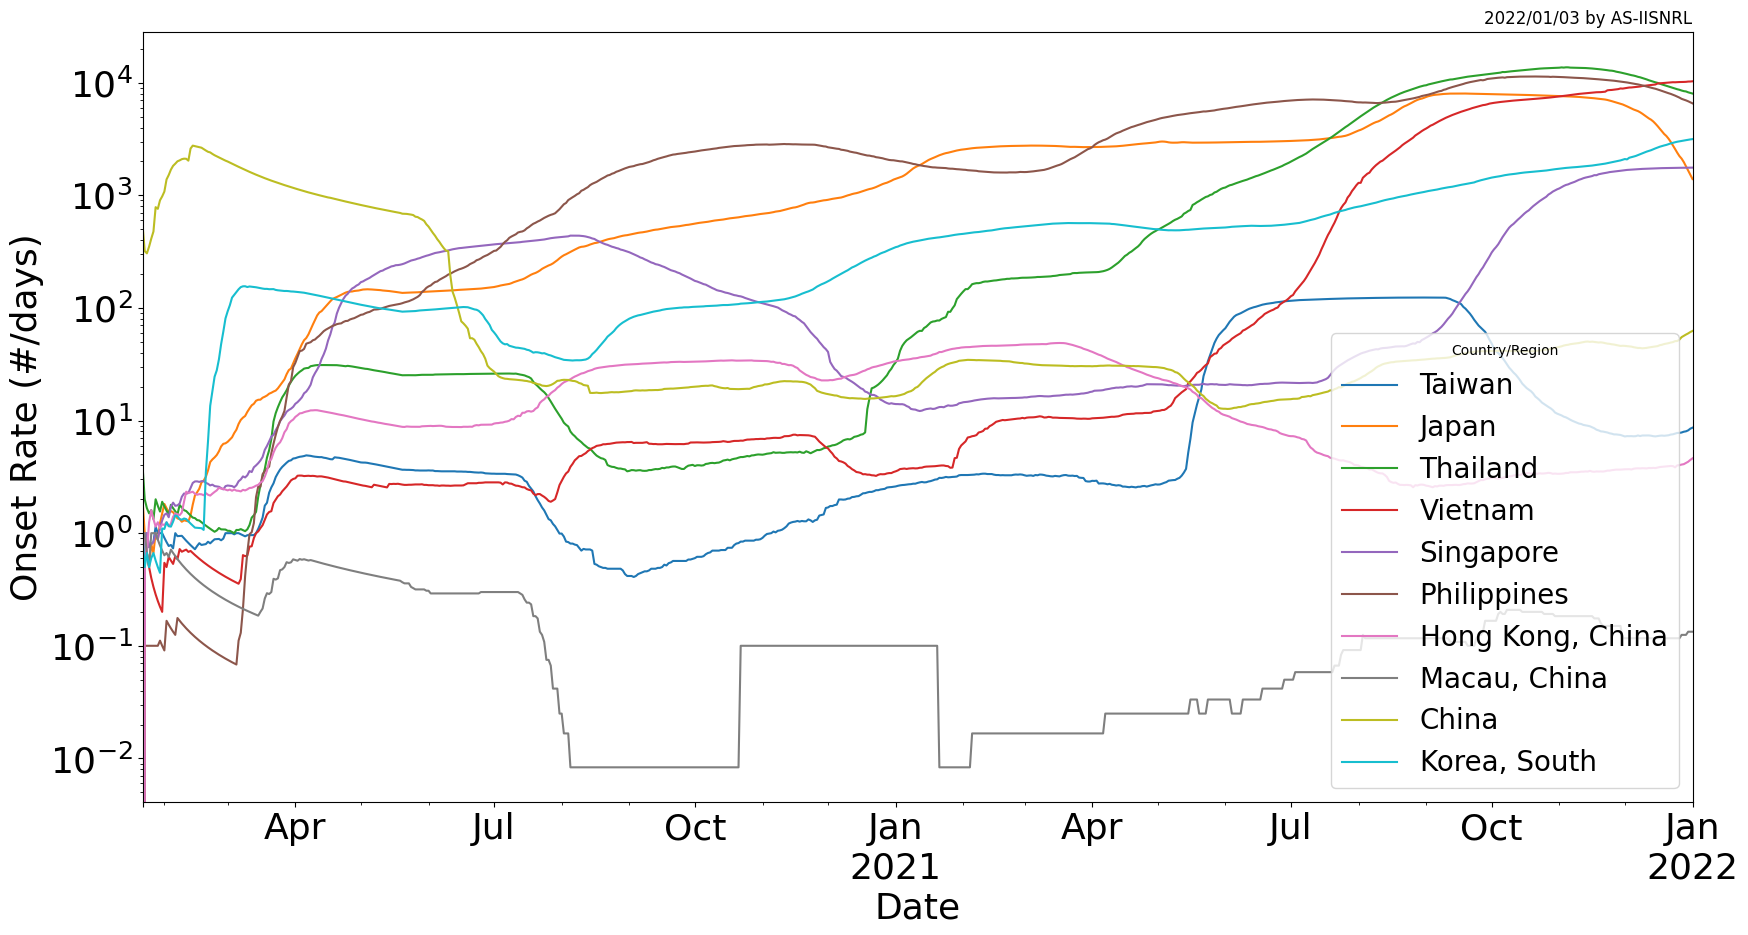 2022/01/03 by AS-IISNRL
Onset Rate (#/days)
10^4
10^3
10^2
10^1
10^0
10^−1
10^−2
Country/Region
Taiwan
Japan
Thailand
Vietnam
Singapore
Philippines
Hong Kong, China
Macau, China
China
Korea, South
Apr Jul Oct Jan Apr Jul Oct Jan
2021 2022
Date